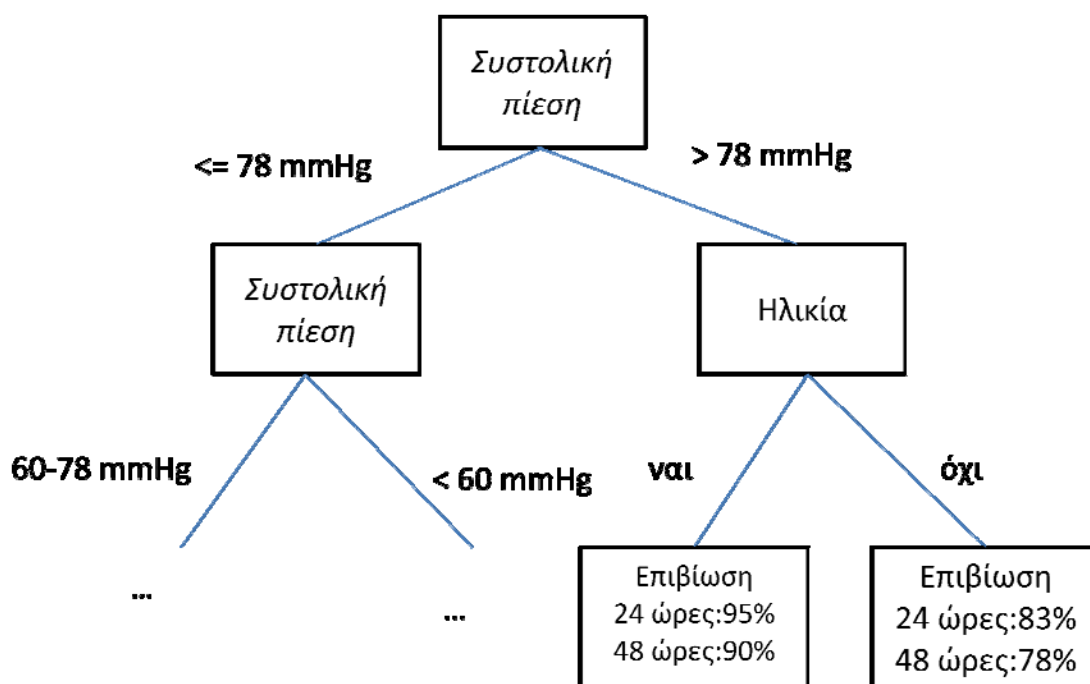 Συστολική
πίεση
<= 78 mmHg
> 78 mmHg
Συστολική
πίεση
Ηλικία
60-78 mmHg
< 60 mmHg
ναι
όχι
...
...
Επιβίωση
24 ώρες:95%
48 ώρες:90%
Επιβίωση
24 ώρες:83%
48 ώρες:78%